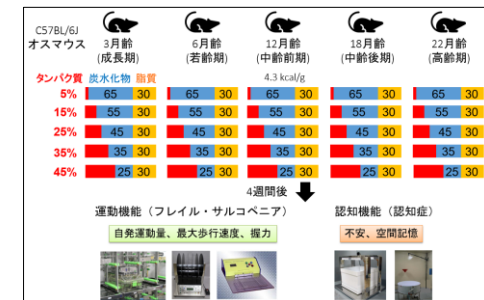 C57BL/6J
オスマウス
3月齢 6月齢 12月齢 18月齢 22月齢
(成長期) (若齢期) (中齢前期) (中齢後期) (高齢期)
タンパク質 炭水化物 脂質 4.3 kcal/g
5% 65 30 65 30 65 30 65 30 65 30
15% 55 30 55 30 55 30 55 30 55 30
25% 45 30 45 30 45 30 45 30 45 30
35% 35 30 35 30 35 30 35 30 35 30
45% 25 30 25 30 25 30 25 30 25 30
4週間後
運動機能（フレイル・サルコペニア） 認知機能（認知症）
自発運動量、最大歩行速度、握力 不安、空間記憶